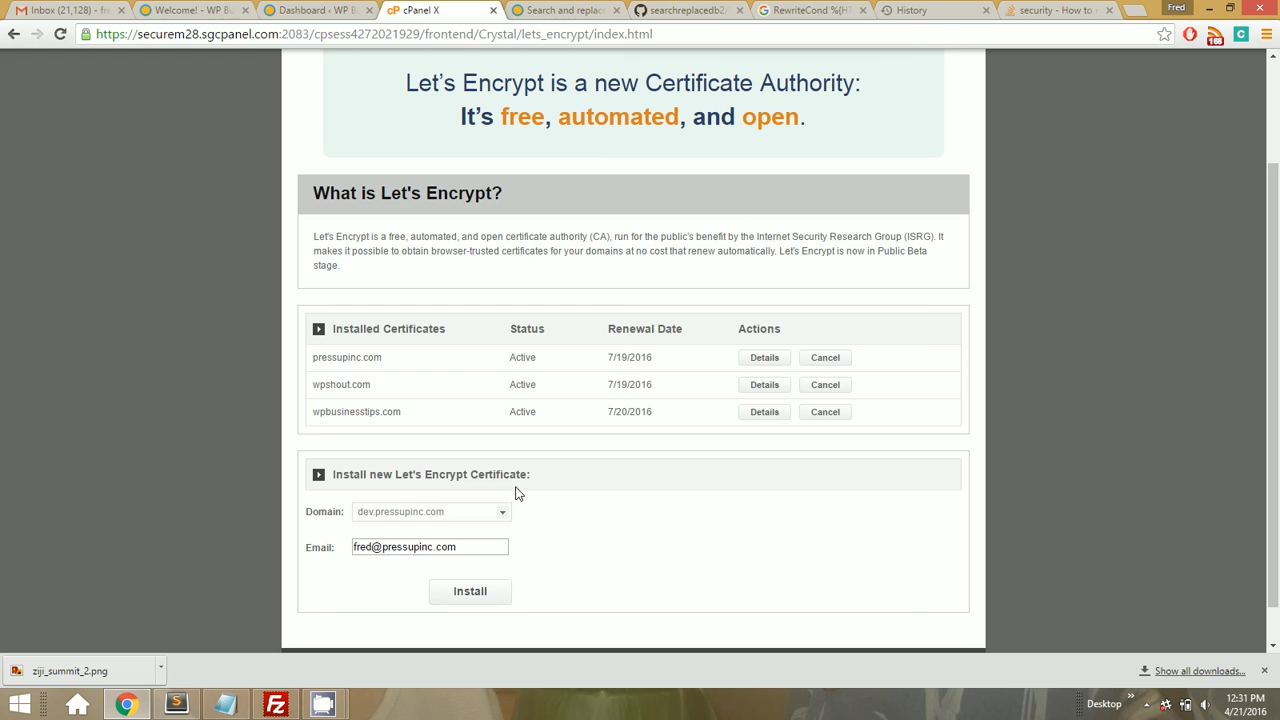 Inbox (21,128) - fre
Welcome! - WP Bu
Dashboard ‹ WP B
cPanel X
Search and replace
searchreplacedb2/
RewriteCond %{HT
History
security - How to
Fred
https://securem28.sgcpanel.com:2083/cpsess4272021929/frontend/Crystal/lets_encrypt/index.html
168
C
Let's Encrypt is a new Certificate Authority:
It's free, automated, and open.
What is Let's Encrypt?
Let's Encrypt is a free, automated, and open certificate authority (CA), run for the public's benefit by the Internet Security Research Group (ISRG). It
makes it possible to obtain browser-trusted certificates for your domains at no cost that renew automatically. Let's Encrypt is now in Public Beta
stage.
Installed Certificates Status Renewal Date Actions
pressupinc.com Active 7/19/2016 Details Cancel
wpshout.com Active 7/19/2016 Details Cancel
wpbusinesstips.com Active 7/20/2016 Details Cancel
Install new Let's Encrypt Certificate:
Domain: dev.pressupinc.com
Email: fred@pressupinc.com
Install
ziji_summit_2.png
Show all downloads...
Desktop
12:31 PM
4/21/2016